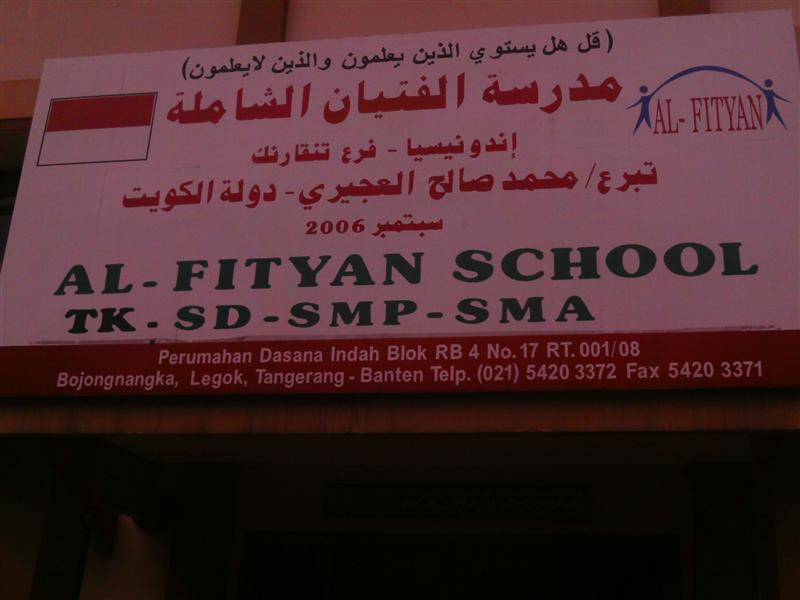 (قل هل يستوي الذين يعلمون والذين لايعلمون)
مدرسة الفتيان الشاملة
AL-FITYAN
إندونيسيا - فرع تنقارنك
تبرع/ محمد صالح العجيري - دولة الكويت
سبتمبر 2006
AL-FITYAN SCHOOL
TK-SD-SMP-SMA
Perumahan Dasana Indah Blok RB 4 No.17 RT. 001/08
Bojongnangka, Legok, Tangerang - Banten Telp. (021) 5420 3372 Fax 5420 3371